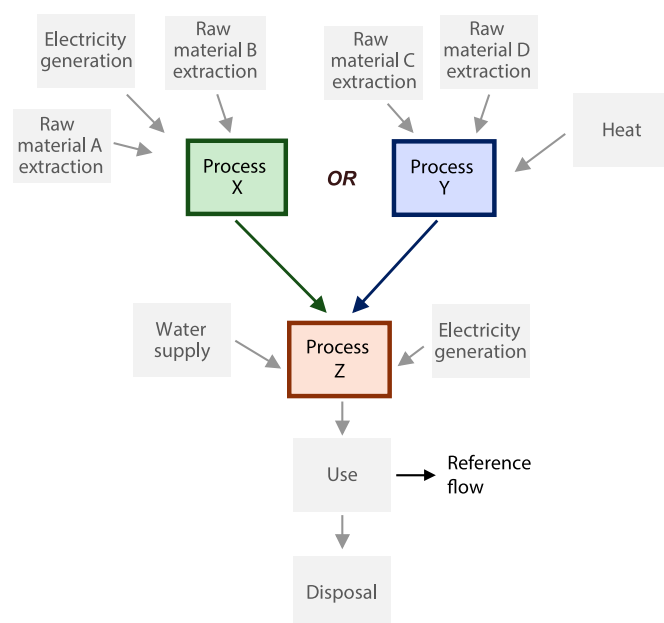 Electricity
generation
Raw
material B
extraction
Raw
material C
extraction
Raw
material D
extraction
Raw
material A
extraction
Heat
Process
X
OR
Process
Y
Water
supply
Process
Z
Electricity
generation
Use
Reference
flow
Disposal